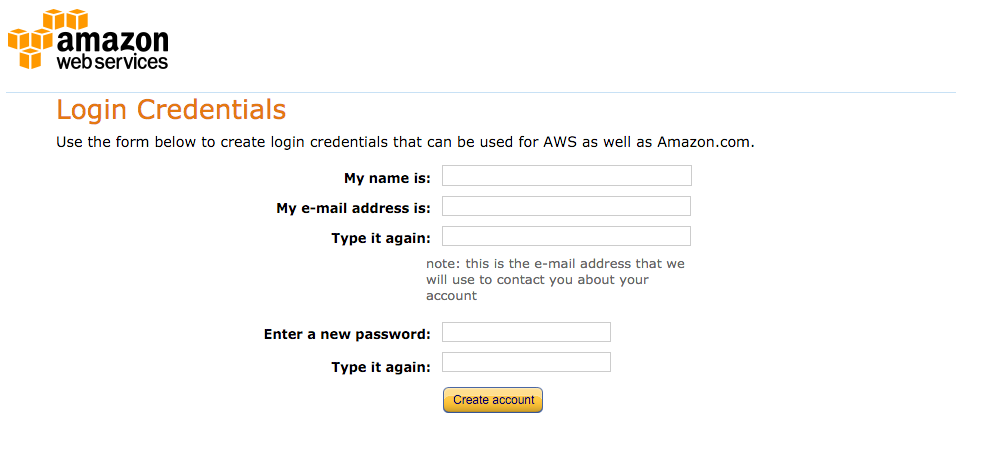 amazon
web services
Login Credentials
Use the form below to create login credentials that can be used for AWS as well as Amazon.com.
My name is:
My e-mail address is:
Type it again:
note: this is the e-mail address that we
will use to contact you about your
account
Enter a new password:
Type it again:
Create account